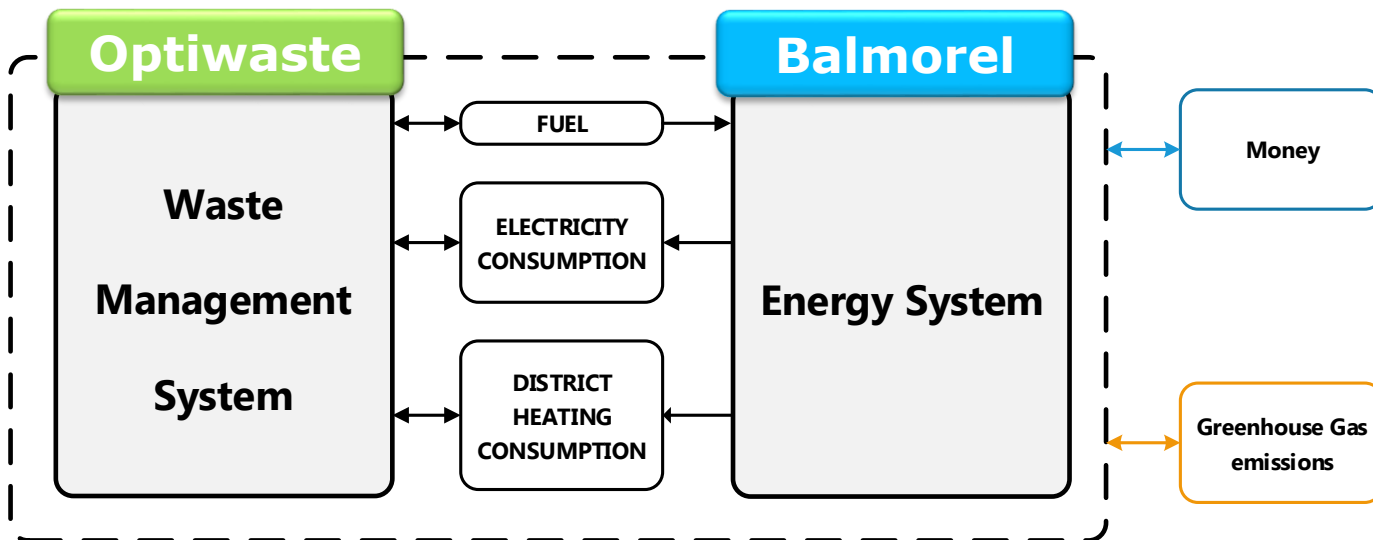 Optiwaste
Balmorel
FUEL
Money
Waste
Management
System
ELECTRICITY
CONSUMPTION
Energy System
DISTRICT
HEATING
CONSUMPTION
Greenhouse Gas
emissions